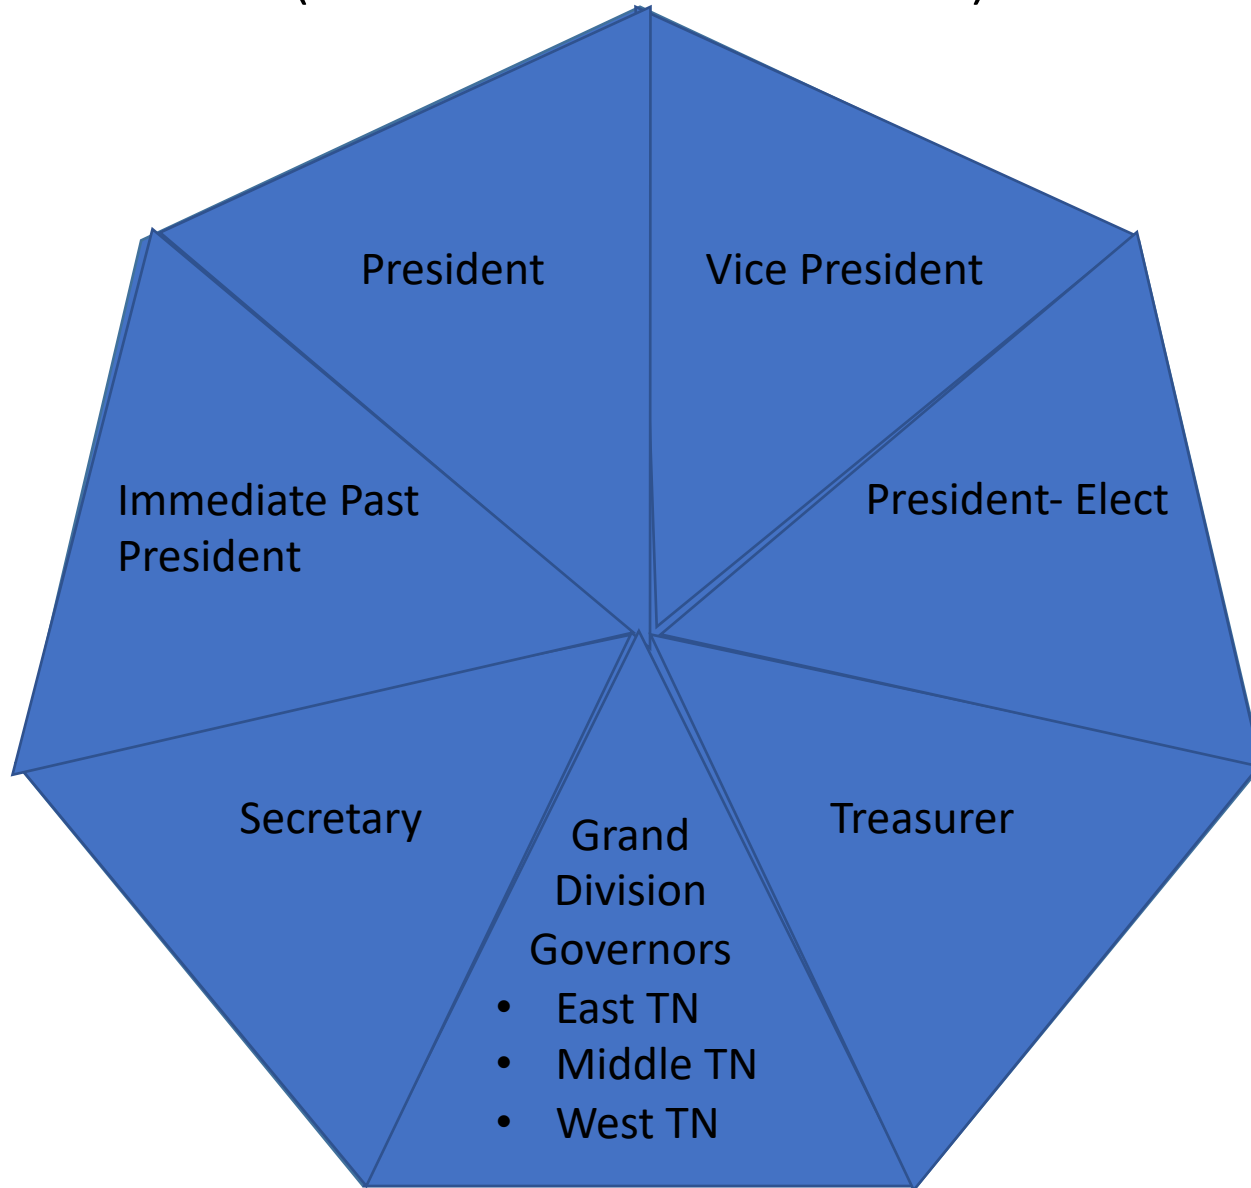 President
Vice President
Immediate Past
President
President- Elect
Secretary
Treasurer
Grand
Division
Governors
• East TN
• Middle TN
• West TN